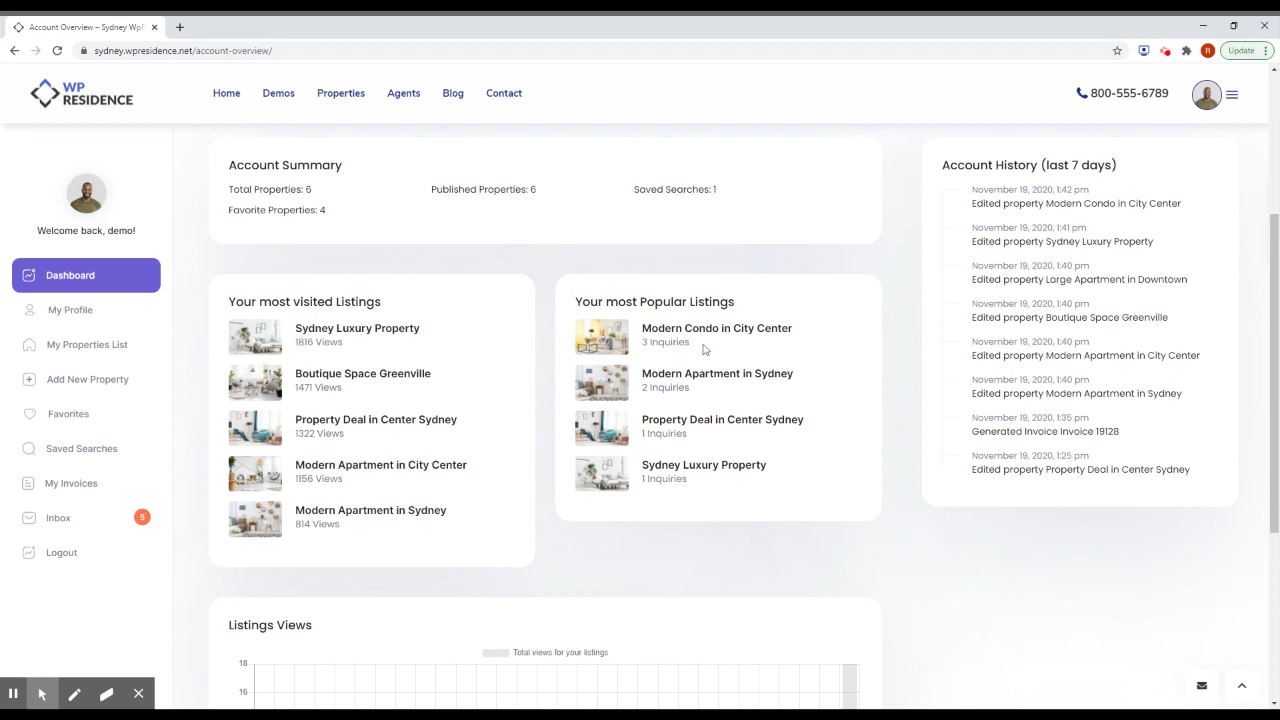 Account Overview – Sydney WpR
sydney.wpresidence.net/account-overview/
R
Update
WP
RESIDENCE
Home
Demos
Properties
Agents
Blog
Contact
800-555-6789
Welcome back, demo!
Dashboard
My Profile
My Properties List
Add New Property
Favorites
Saved Searches
My Invoices
Inbox
5
Logout
Account Summary
Total Properties: 6
Published Properties: 6
Saved Searches: 1
Favorite Properties: 4
Your most visited Listings
Sydney Luxury Property
1816 Views
Boutique Space Greenville
1471 Views
Property Deal in Center Sydney
1322 Views
Modern Apartment in City Center
1156 Views
Modern Apartment in Sydney
814 Views
Your most Popular Listings
Modern Condo in City Center
3 Inquiries
Modern Apartment in Sydney
2 Inquiries
Property Deal in Center Sydney
1 Inquiries
Sydney Luxury Property
1 Inquiries
Account History (last 7 days)
November 19, 2020, 1:42 pm
Edited property Modern Condo in City Center
November 19, 2020, 1:41 pm
Edited property Sydney Luxury Property
November 19, 2020, 1:40 pm
Edited property Large Apartment in Downtown
November 19, 2020, 1:40 pm
Edited property Boutique Space Greenville
November 19, 2020, 1:40 pm
Edited property Modern Apartment in City Center
November 19, 2020, 1:40 pm
Edited property Modern Apartment in Sydney
November 19, 2020, 1:35 pm
Generated Invoice Invoice 19128
November 19, 2020, 1:25 pm
Edited property Property Deal in Center Sydney
Listings Views
Total views for your listings
18
16